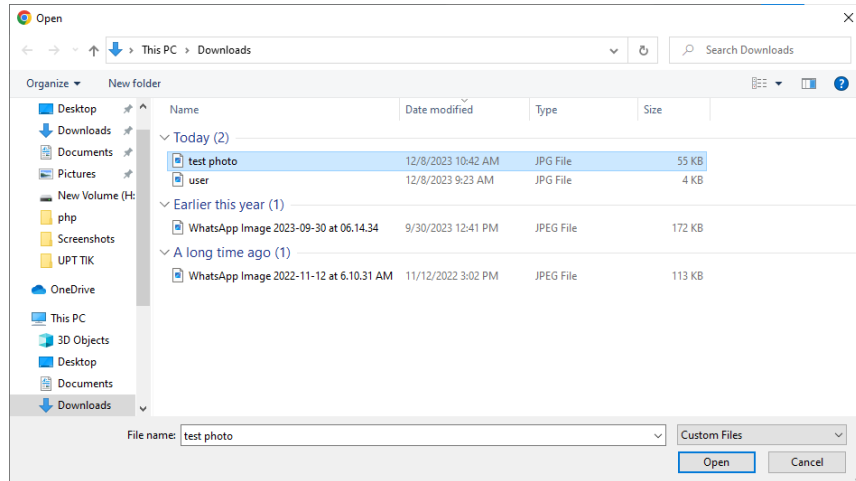 Open
This PC > Downloads
Search Downloads
Organize
New folder
Desktop
Downloads
Documents
Pictures
New Volume (H:
php
Screenshots
UPT TIK
OneDrive
This PC
3D Objects
Desktop
Documents
Downloads
Name Date modified Type Size
Today (2)
test photo 12/8/2023 10:42 AM JPG File 55 KB
user 12/8/2023 9:23 AM JPG File 4 KB
Earlier this year (1)
WhatsApp Image 2023-09-30 at 06.14.34 9/30/2023 12:41 PM JPEG File 172 KB
A long time ago (1)
WhatsApp Image 2022-11-12 at 6.10.31 AM 11/12/2022 3:02 PM JPEG File 113 KB
File name: test photo
Custom Files
Open
Cancel